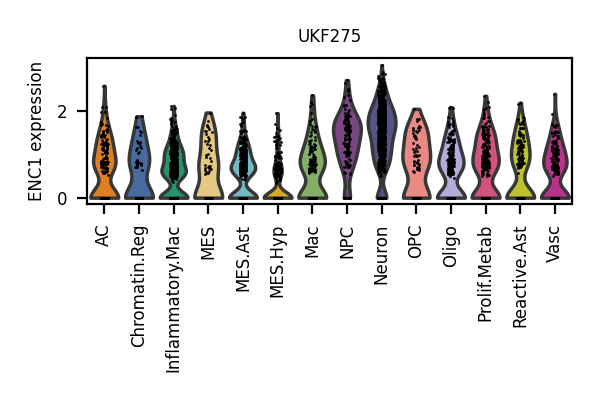 UKF275
ENC1 expression
2
0
AC
Chromatin.Reg
Inflammatory.Mac
MES
MES.Ast
MES.Hyp
Mac
NPC
Neuron
OPC
Oligo
Prolif.Metab
Reactive.Ast
Vasc